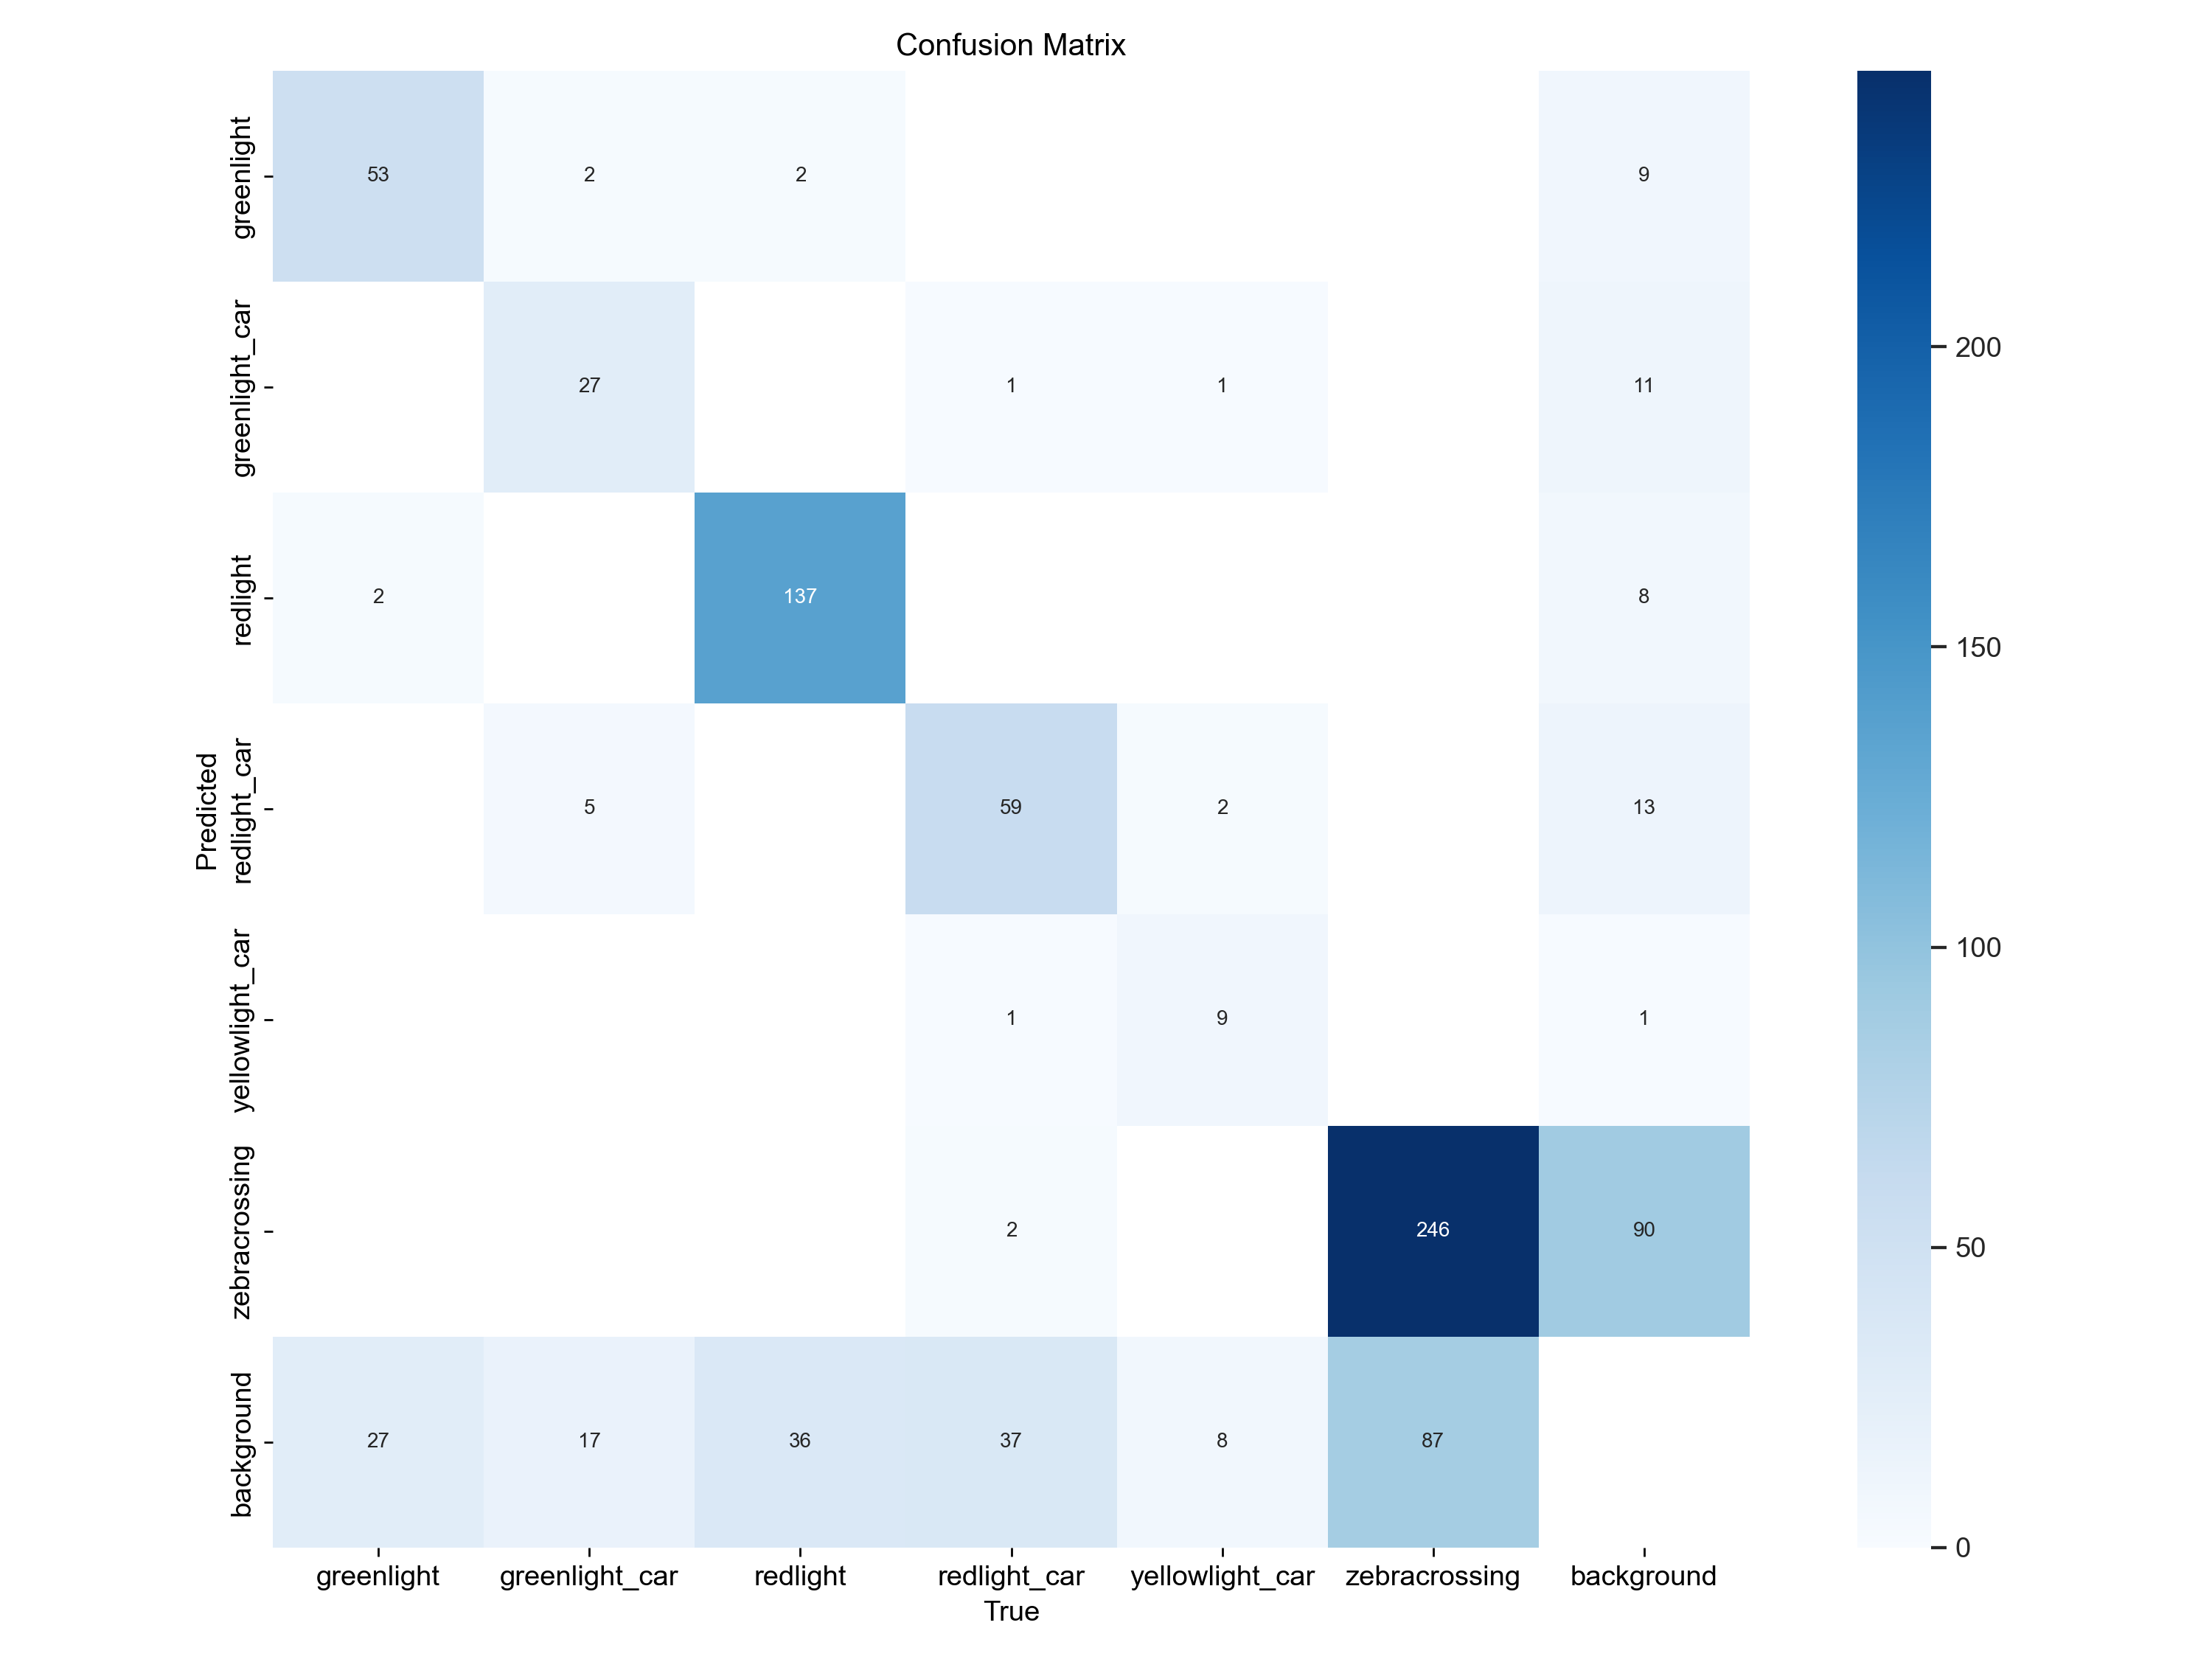 Confusion Matrix
greenlight 53 2 2 9
greenlight_car 27 1 1 11
redlight 2 137 8
redlight_car 5 59 2 13
yellowlight_car 1 9 1
zebracrossing 2 246 90
background 27 17 36 37 8 87
Predicted
greenlight greenlight_car redlight redlight_car yellowlight_car zebracrossing background
True
200
150
100
50
0